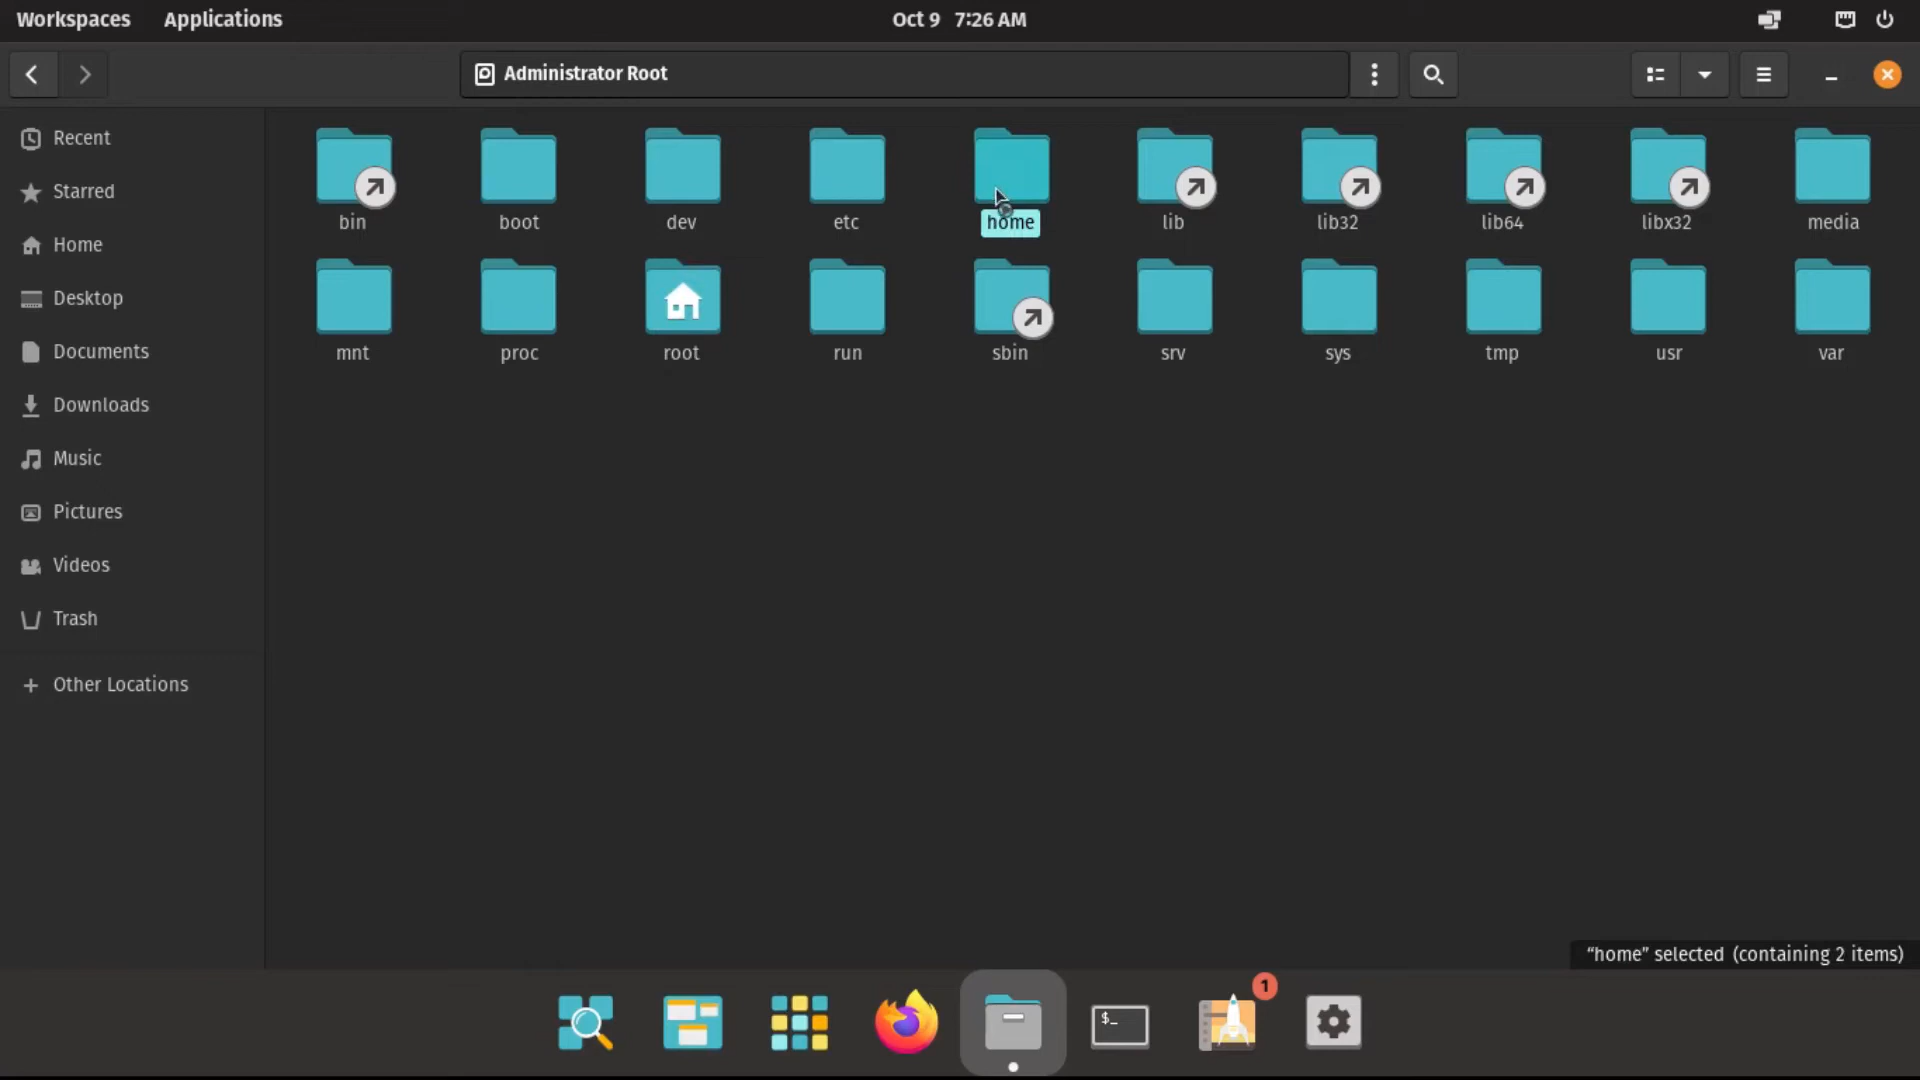 Workspaces Applications Oct 9 7:26 AM
Administrator Root
Recent
Starred
Home
Desktop
Documents
Downloads
Music
Pictures
Videos
Trash
+ Other Locations
bin boot dev etc home lib lib32 lib64 libx32 media
mnt proc root run sbin srv sys tmp usr var
“home” selected (containing 2 items)
$_
1